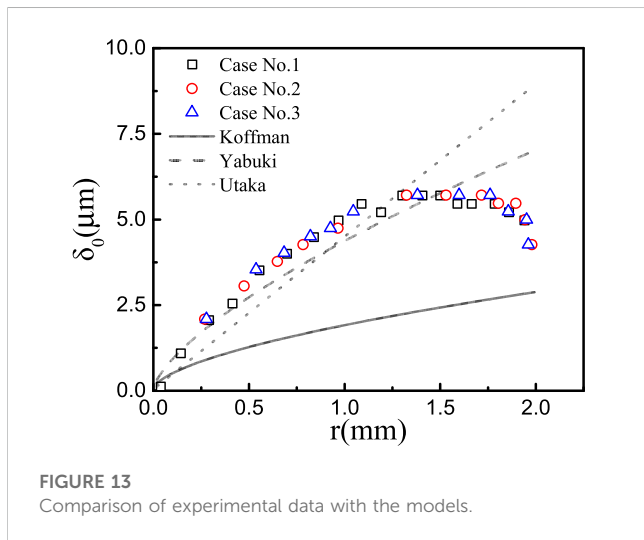 10.0
7.5
5.0
2.5
0.0
δ₀(μm)
Case No.1
Case No.2
Case No.3
Koffman
Yabuki
Utaka
0.0 0.5 1.0 1.5 2.0
r(mm)
FIGURE 13
Comparison of experimental data with the models.